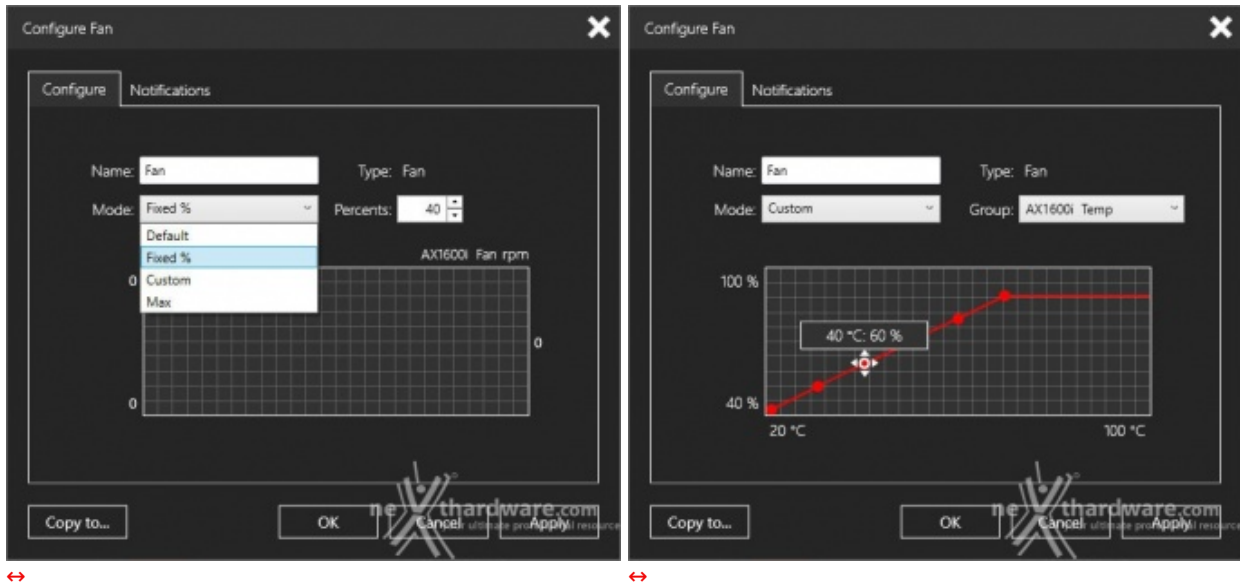 Configure Fan
Configure Notifications
Name: Fan Type: Fan
Mode: Fixed % Percents: 40
Default
Fixed %
Custom
Max
AX1600i Fan rpm
0
0
0
Copy to... OK Cancel Apply
nexthardware.com
Configure Fan
Configure Notifications
Name: Fan Type: Fan
Mode: Custom Group: AX1600i Temp
100 %
40 °C: 60 %
40 %
20 °C 100 °C
Copy to... OK Cancel Apply
nexthardware.com